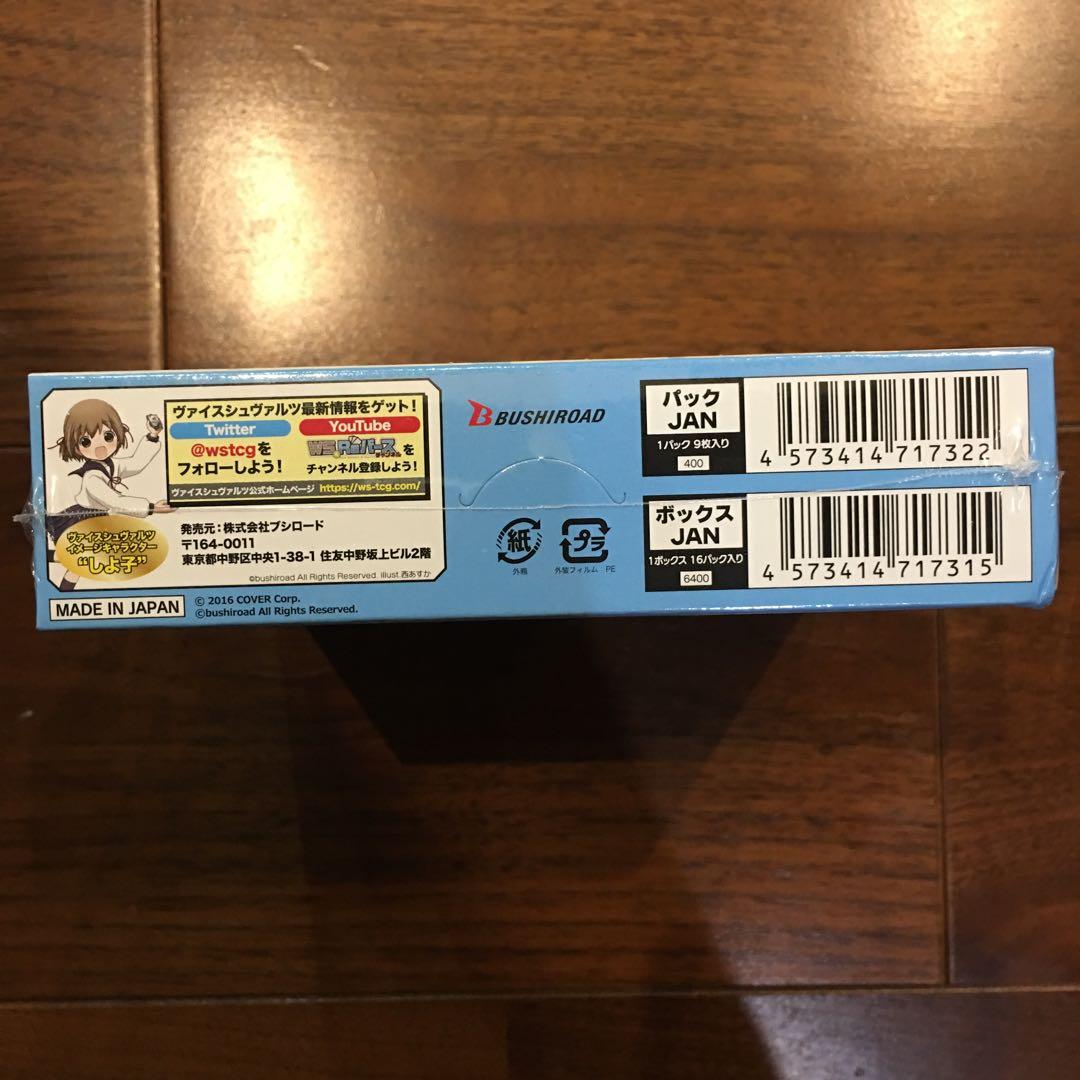 ヴァイスシュヴァルツ最新情報をゲット!
Twitter
@wstcgを
フォローしよう!
YouTube
WS&Reバース を
チャンネル登録しよう!
ヴァイスシュヴァルツ公式ホームページ https://ws-tcg.com/
ヴァイスシュヴァルツ
イメージキャラクター
“しよ子”
発売元:株式会社ブシロード
〒164-0011
東京都中野区中央1-38-1 住友中野坂上ビル2階
©bushiroad All Rights Reserved. illust.西あすか
MADE IN JAPAN
© 2016 COVER Corp.
©bushiroad All Rights Reserved.
BUSHIROAD
紙
外箱
プラ
外装フィルム PE
パック
JAN
1パック 9枚入り
400
4 573414 717322
ボックス
JAN
1ボックス 16パック入り
6400
4 573414 717315